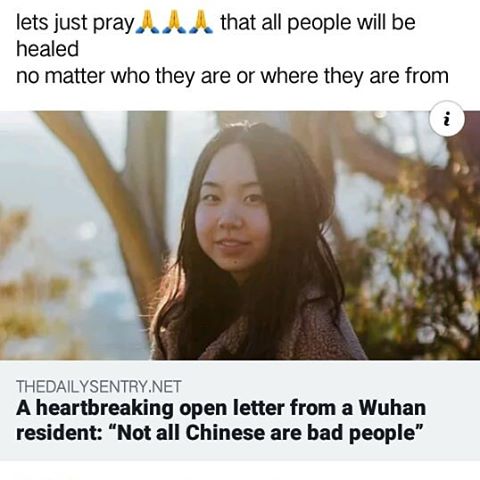 lets just pray🙏🙏🙏 that all people will be
healed
no matter who they are or where they are from
i
THEDAILYSENTRY.NET
A heartbreaking open letter from a Wuhan
resident: “Not all Chinese are bad people”